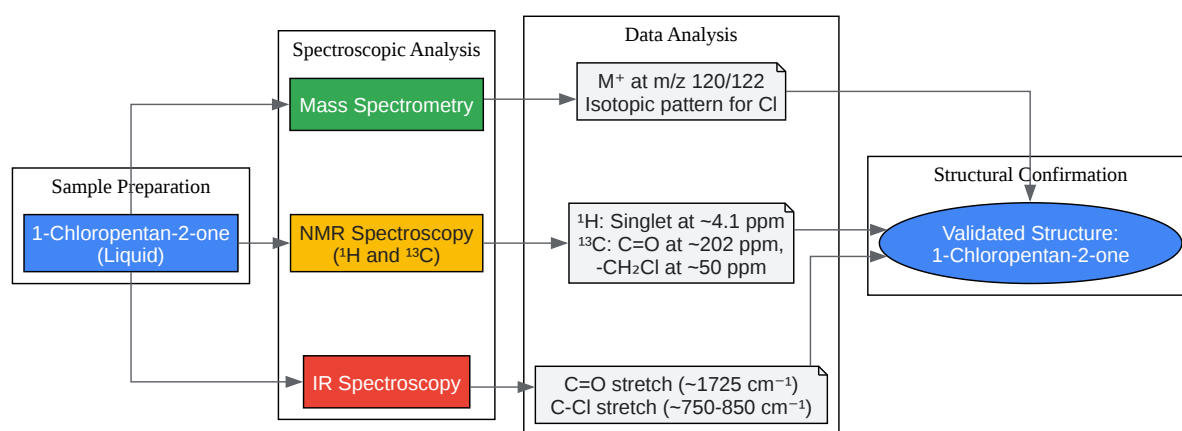 Sample Preparation
1-Chloropentan-2-one
(Liquid)
Spectroscopic Analysis
Mass Spectrometry
NMR Spectroscopy
(¹H and ¹³C)
IR Spectroscopy
Data Analysis
M⁺ at m/z 120/122
Isotopic pattern for Cl
¹H: Singlet at ~4.1 ppm
¹³C: C=O at ~202 ppm,
-CH₂Cl at ~50 ppm
C=O stretch (~1725 cm⁻¹)
C-Cl stretch (~750-850 cm⁻¹)
Structural Confirmation
Validated Structure:
1-Chloropentan-2-one